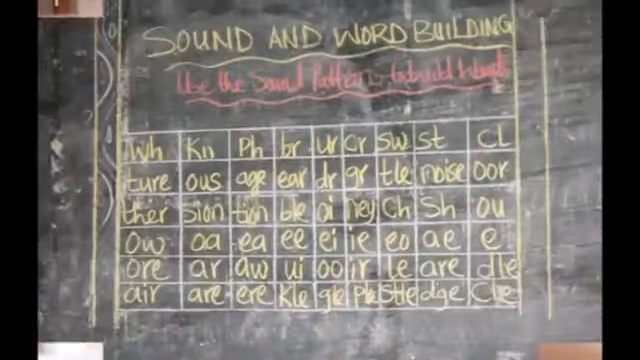 SOUND AND WORD BUILDING
Use the Sound Pattern to build Words
Wh Kn Ph br ur Cr SW st CL
ture ous age ear dr gr tle noise oor
ther sion tion ble oi ney Ch Sh ou
Ow oa ea ee ei ie eo ae e
ore ar aw ui oo ir le are dle
air are ere Kle gle Ple Stle dge Cle